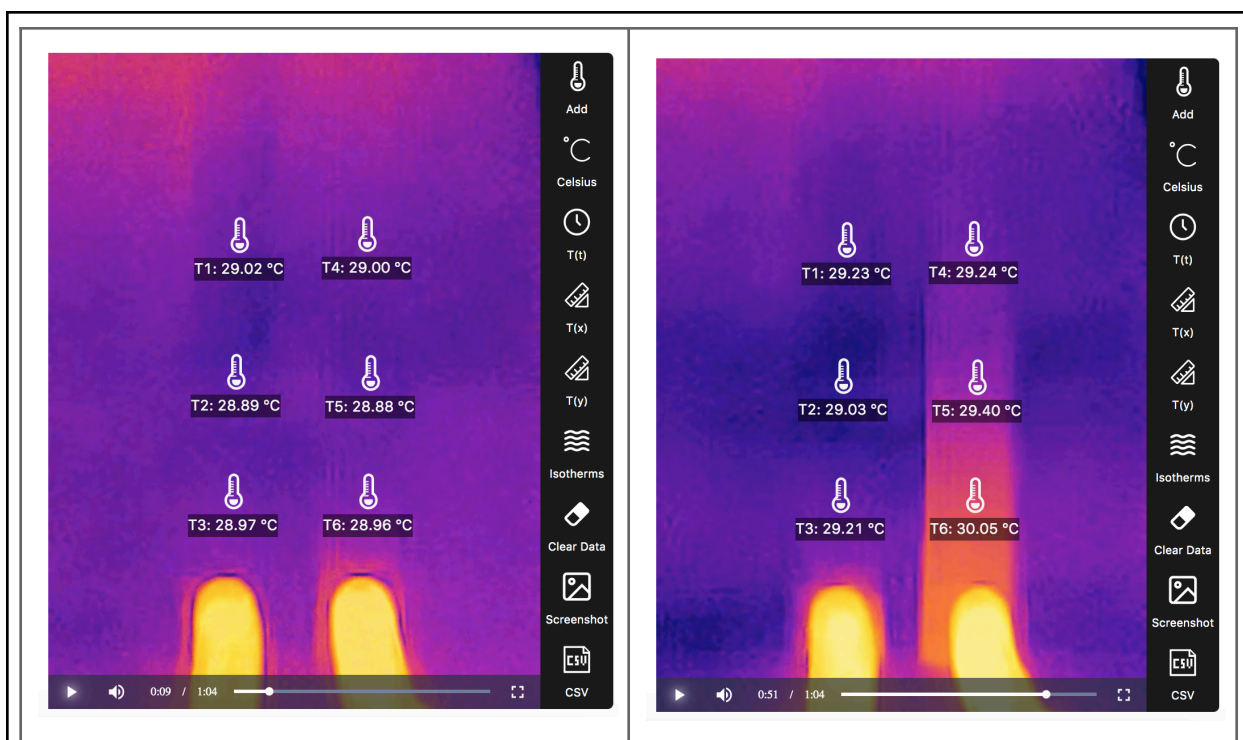 Add
°C
Celsius
T(t)
T1: 29.02 °C
T4: 29.00 °C
T(x)
T(y)
T2: 28.89 °C
T5: 28.88 °C
Isotherms
T3: 28.97 °C
T6: 28.96 °C
Clear Data
Screenshot
CSV
0:09 / 1:04
CSV
Add
°C
Celsius
T(t)
T1: 29.23 °C
T4: 29.24 °C
T(x)
T(y)
T2: 29.03 °C
T5: 29.40 °C
Isotherms
T3: 29.21 °C
T6: 30.05 °C
Clear Data
Screenshot
CSV
0:51 / 1:04
CSV